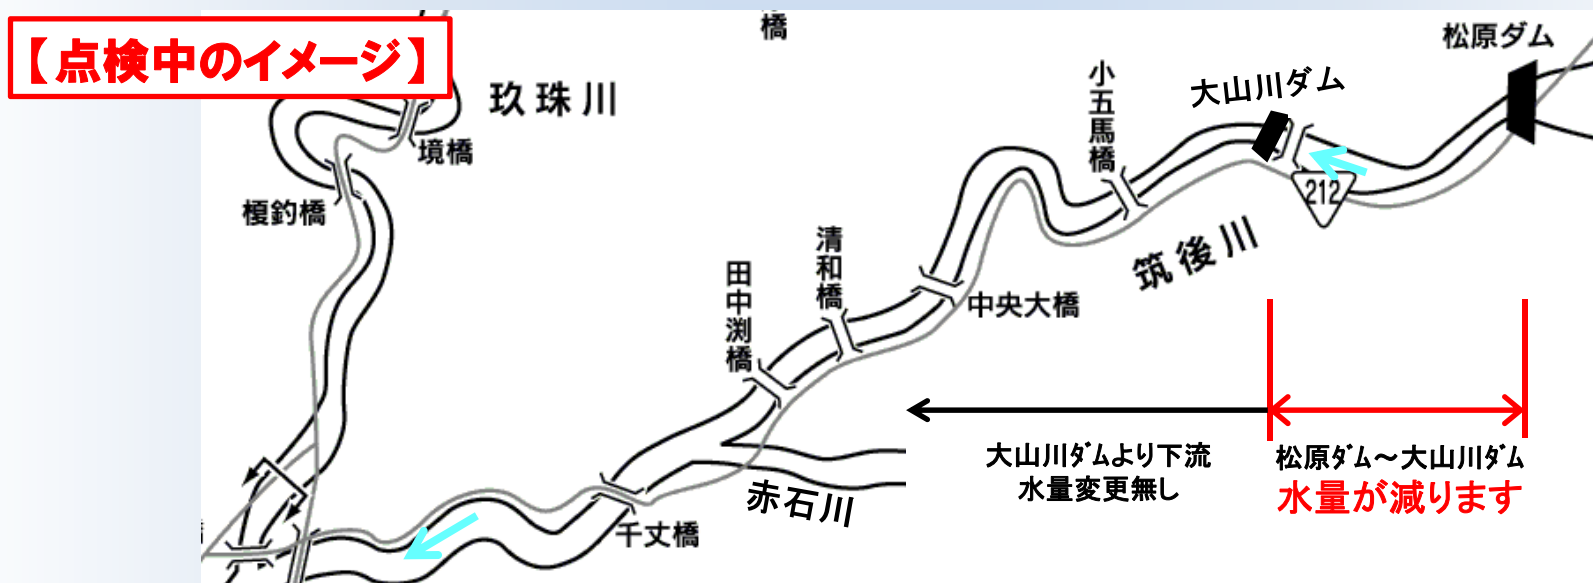 【点検中のイメージ】
橋
松原ダム
玖珠川
小五馬橋
大山川ダム
境橋
212
榎釣橋
筑後川
清和橋
田中渕橋
中央大橋
大山川ダムより下流
水量変更無し
松原ダム～大山川ダム
水量が減ります
赤石川
千丈橋